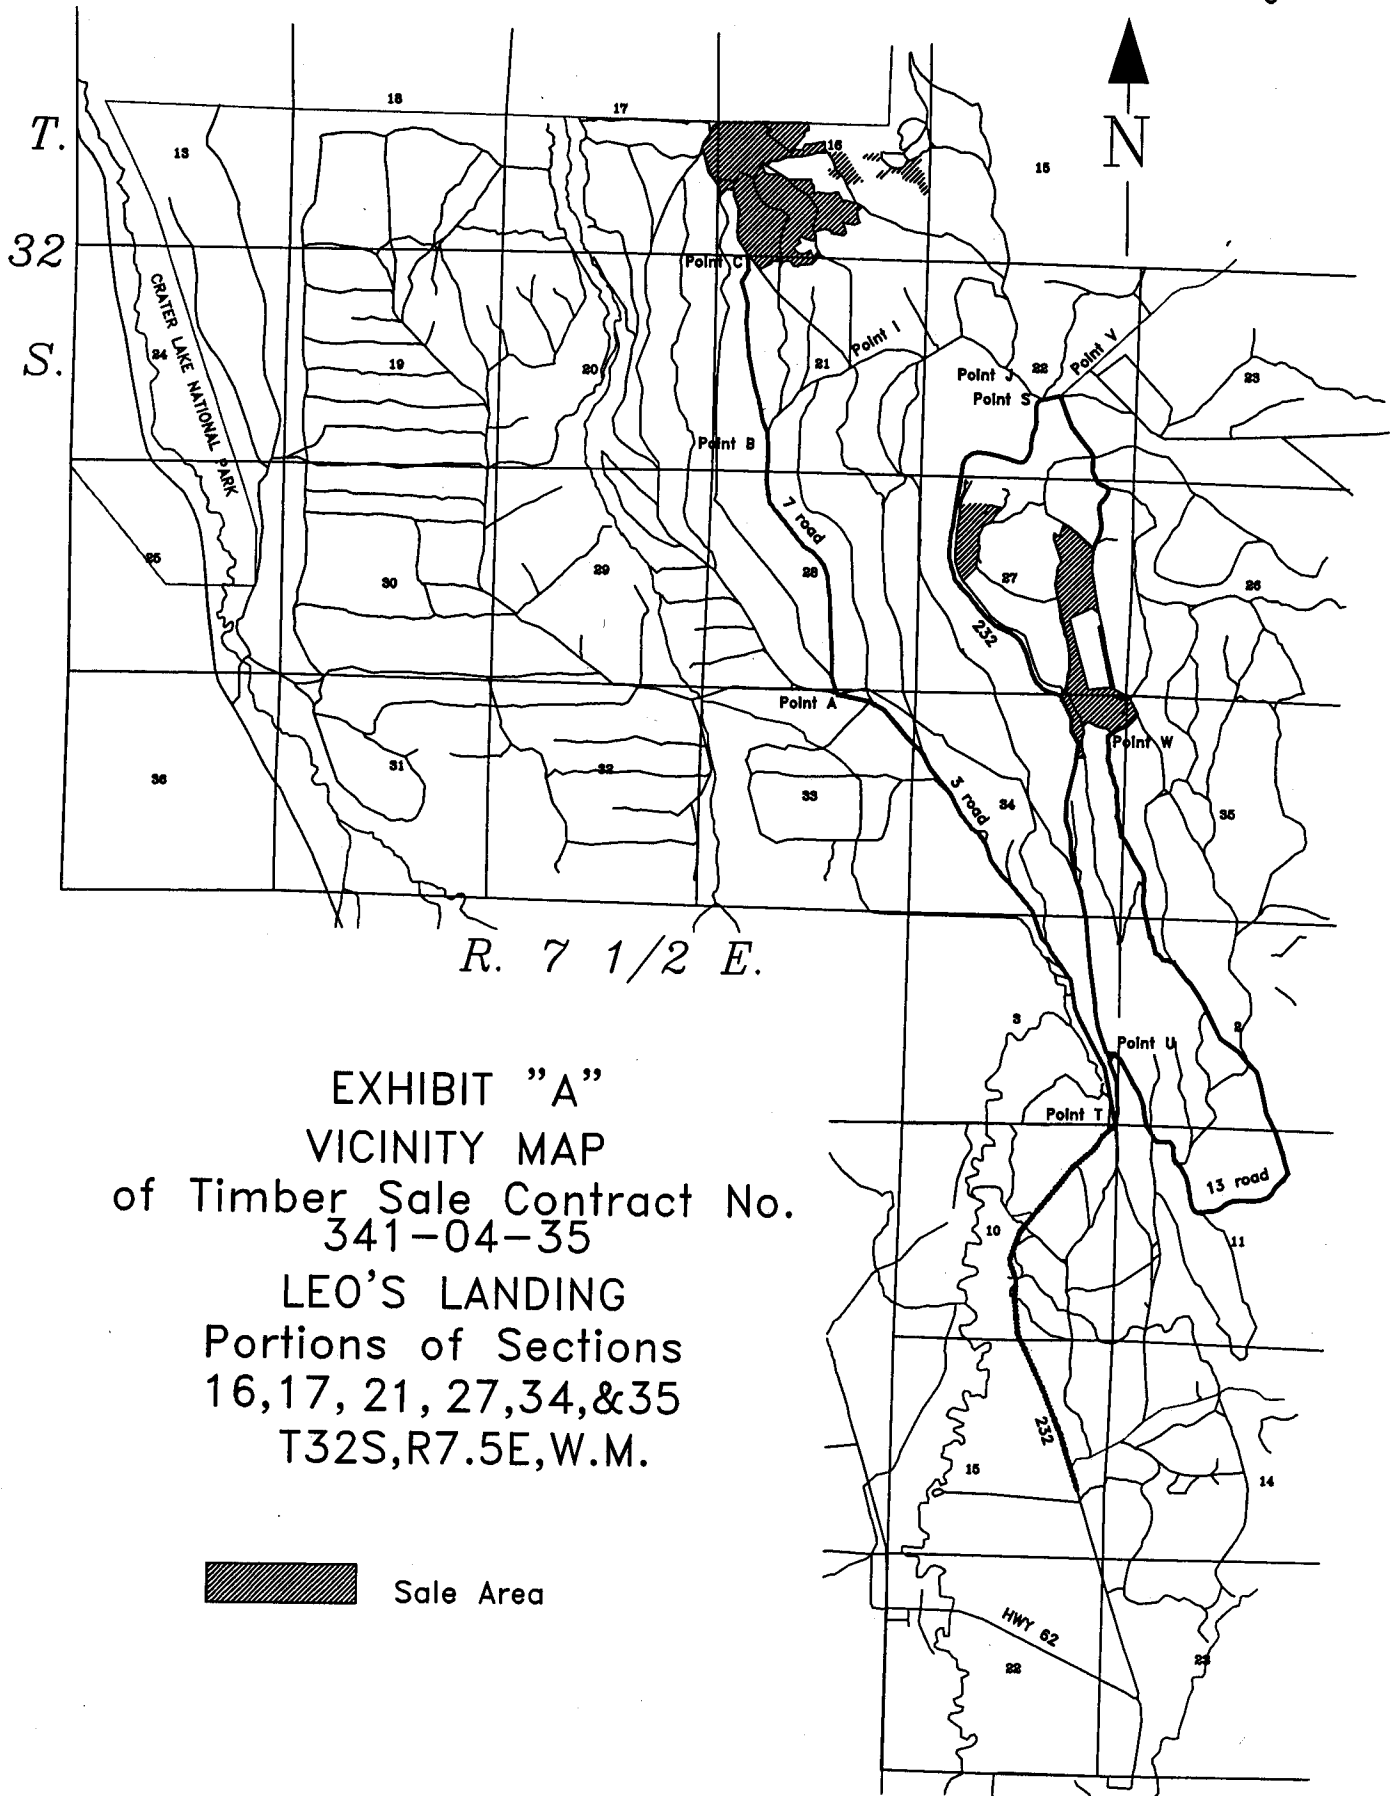 N
T.
32
S.
18
17
16
15
13
Point C
CRATER LAKE NATIONAL PARK
24
19
20
21
Point I
22
Point V
23
Point J
Point S
Point B
7 road
25
30
29
28
27
26
232
Point A
Point W
36
31
32
33
3 road
34
35
R. 7 1/2 E.
3
2
Point U
Point T
13 road
10
11
232
15
14
HWY 62
22
23
EXHIBIT "A"
VICINITY MAP
of Timber Sale Contract No.
341-04-35
LEO'S LANDING
Portions of Sections
16,17, 21, 27,34,&35
T32S,R7.5E,W.M.
Sale Area